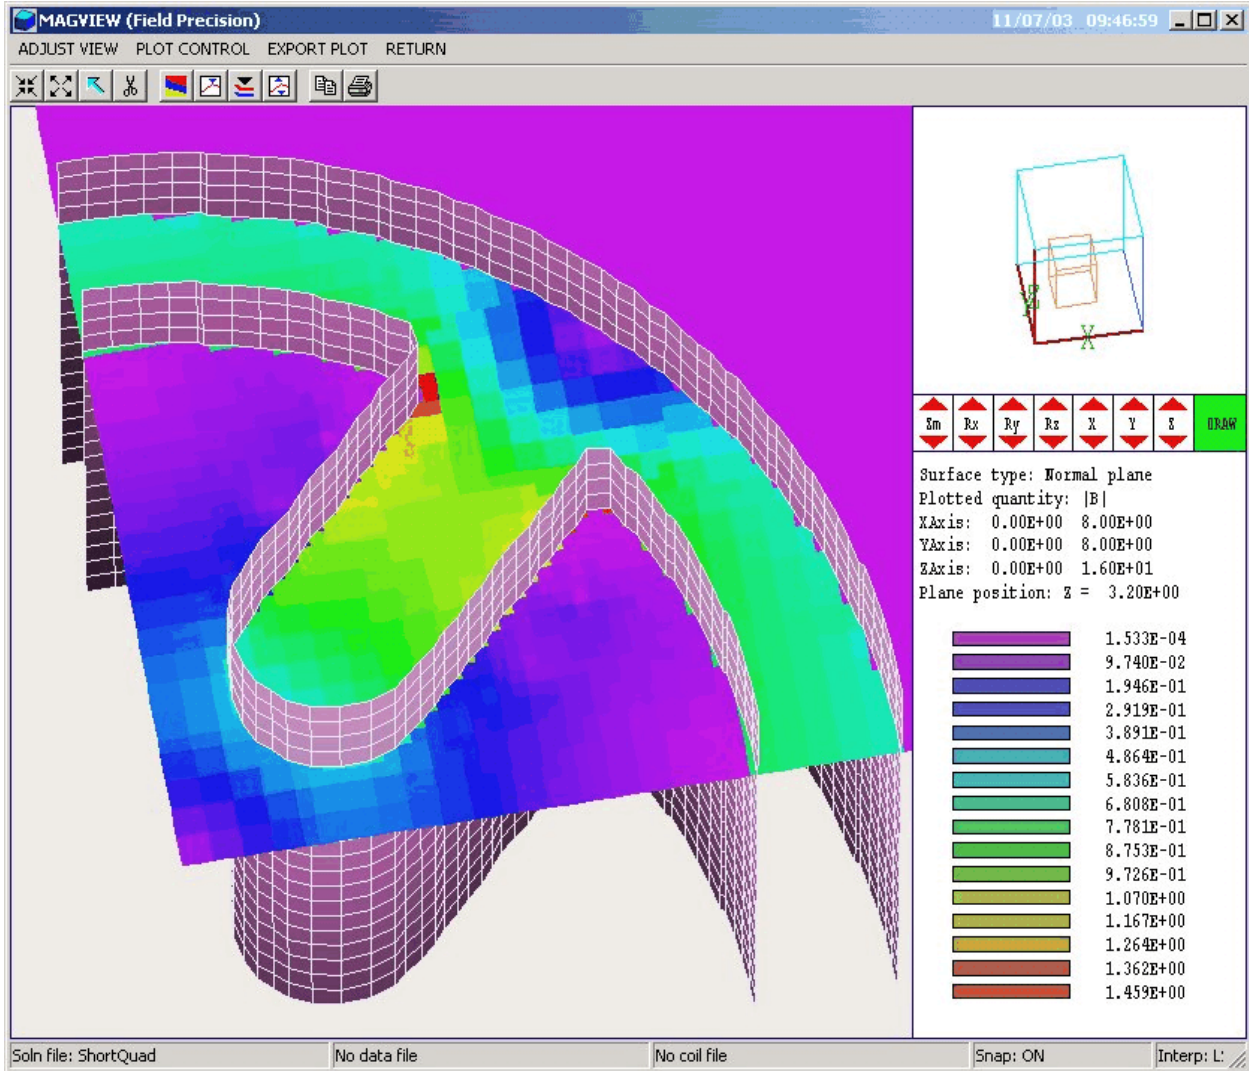 MAGVIEW (Field Precision)
11/07/03 09:46:59
ADJUST VIEW PLOT CONTROL EXPORT PLOT RETURN
X
Zm Rx Ry Rz X Y Z DRAW
Surface type: Normal plane
Plotted quantity: |B|
XAxis: 0.00E+00 8.00E+00
YAxis: 0.00E+00 8.00E+00
ZAxis: 0.00E+00 1.60E+01
Plane position: Z = 3.20E+00
1.533E-04
9.740E-02
1.946E-01
2.919E-01
3.891E-01
4.864E-01
5.836E-01
6.808E-01
7.781E-01
8.753E-01
9.726E-01
1.070E+00
1.167E+00
1.264E+00
1.362E+00
1.459E+00
Soln file: ShortQuad
No data file
No coil file
Snap: ON
Interp: